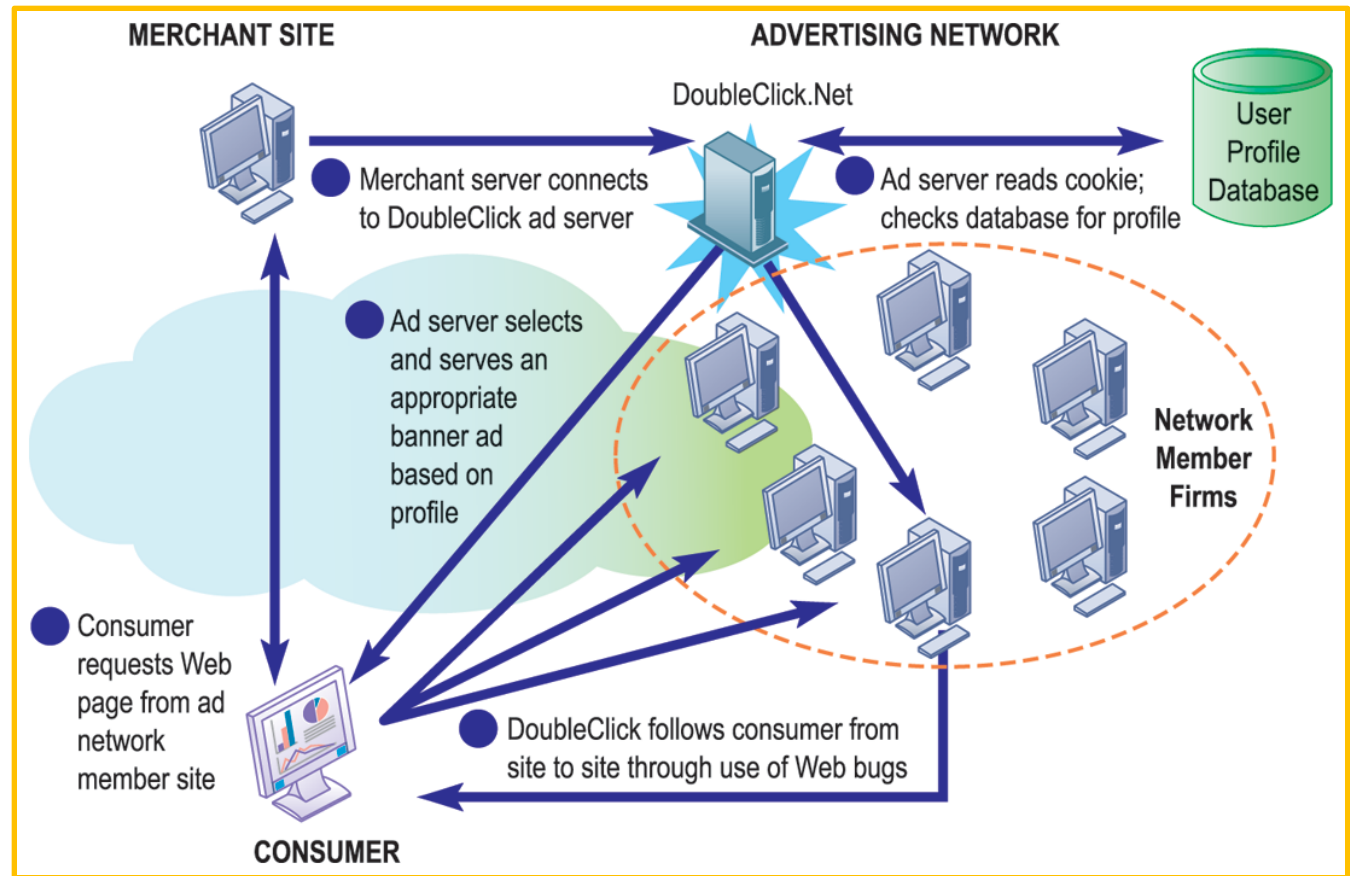 MERCHANT SITE
ADVERTISING NETWORK
DoubleClick.Net
User
Profile
Database
Merchant server connects
to DoubleClick ad server
Ad server reads cookie;
checks database for profile
Ad server selects
and serves an
appropriate
banner ad
based on
profile
Network
Member
Firms
Consumer
requests Web
page from ad
network
member site
DoubleClick follows consumer from
site to site through use of Web bugs
CONSUMER